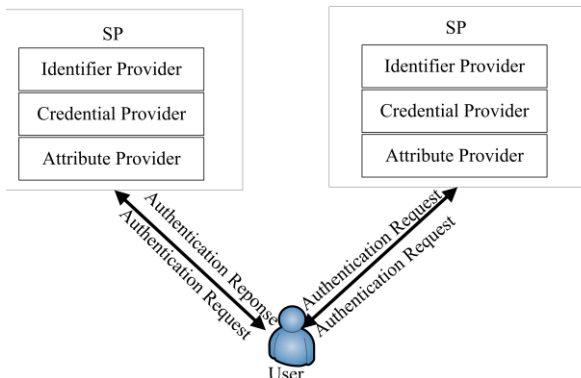 SP
Identifier Provider
Credential Provider
Attribute Provider
SP
Identifier Provider
Credential Provider
Attribute Provider
Authentication Reponse
Authentication Request
Authentication Request
Authentication Request
User